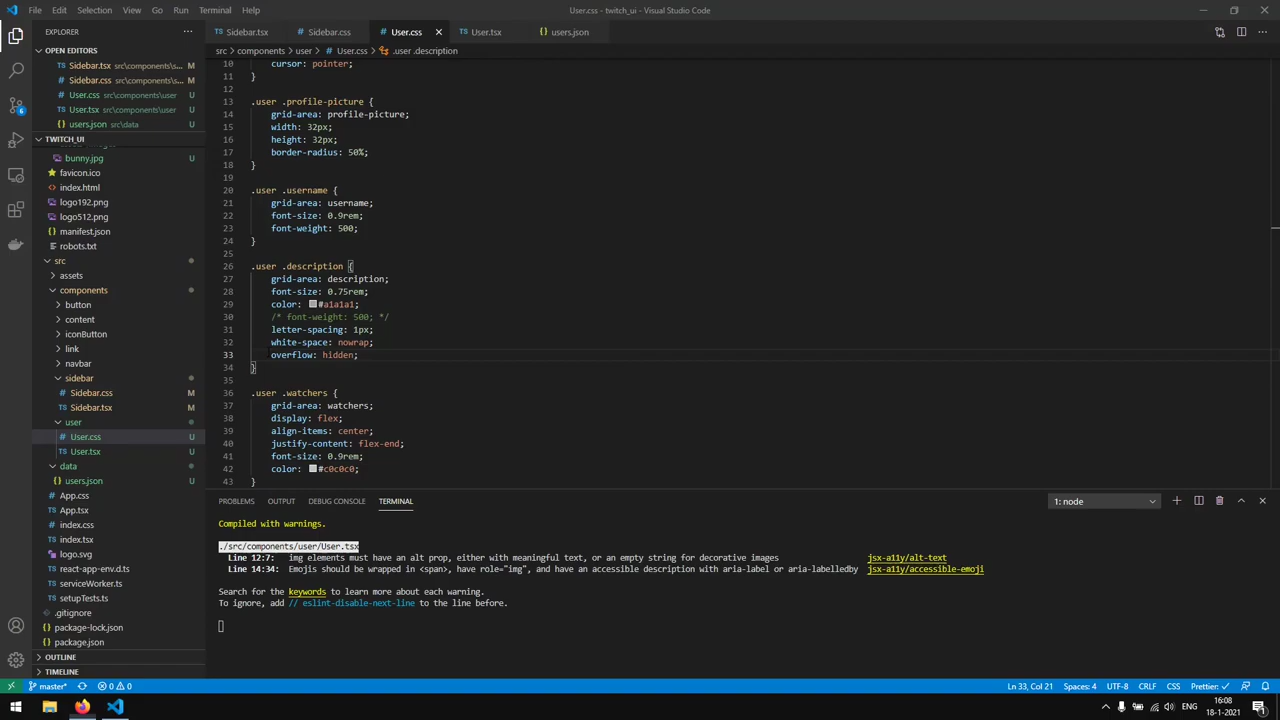 File Edit Selection View Go Run Terminal Help
User.css - twitch_ui - Visual Studio Code
EXPLORER
Sidebar.tsx Sidebar.css User.css User.tsx users.json
OPEN EDITORS
src > components > user > # User.css > .user .description
Sidebar.tsx src\components\s... M
Sidebar.css src\components\s... M
User.css src\components\user U
User.tsx src\components\user U
users.json src\data U
TWITCH_UI
bunny.jpg U
favicon.ico
index.html
logo192.png
logo512.png
manifest.json
robots.txt
src
assets
components
button
content
iconButton
link
navbar
sidebar
Sidebar.css M
Sidebar.tsx M
user
User.css U
User.tsx U
data
users.json U
App.css
App.tsx
index.css
index.tsx
logo.svg
react-app-env.d.ts
serviceWorker.ts
setupTests.ts
.gitignore
package-lock.json
package.json
OUTLINE
TIMELINE
10 cursor: pointer;
11 }
12
13 .user .profile-picture {
14 grid-area: profile-picture;
15 width: 32px;
16 height: 32px;
17 border-radius: 50%;
18 }
19
20 .user .username {
21 grid-area: username;
22 font-size: 0.9rem;
23 font-weight: 500;
24 }
25
26 .user .description {
27 grid-area: description;
28 font-size: 0.75rem;
29 color: #a1a1a1;
30 /* font-weight: 500; */
31 letter-spacing: 1px;
32 white-space: nowrap;
33 overflow: hidden;
34 }
35
36 .user .watchers {
37 grid-area: watchers;
38 display: flex;
39 align-items: center;
40 justify-content: flex-end;
41 font-size: 0.9rem;
42 color: #c0c0c0;
43 }
PROBLEMS OUTPUT DEBUG CONSOLE TERMINAL 1: node
Compiled with warnings.
./src/components/user/User.tsx
Line 12:7: img elements must have an alt prop, either with meaningful text, or an empty string for decorative images jsx-a11y/alt-text
Line 14:34: Emojis should be wrapped in <span>, have role="img", and have an accessible description with aria-label or aria-labelledby jsx-a11y/accessible-emoji
Search for the keywords to learn more about each warning.
To ignore, add // eslint-disable-next-line to the line before.
master* 0 0 Ln 33, Col 21 Spaces: 4 UTF-8 CRLF CSS Prettier: ✓
6
ENG 16:08 18-1-2021 1